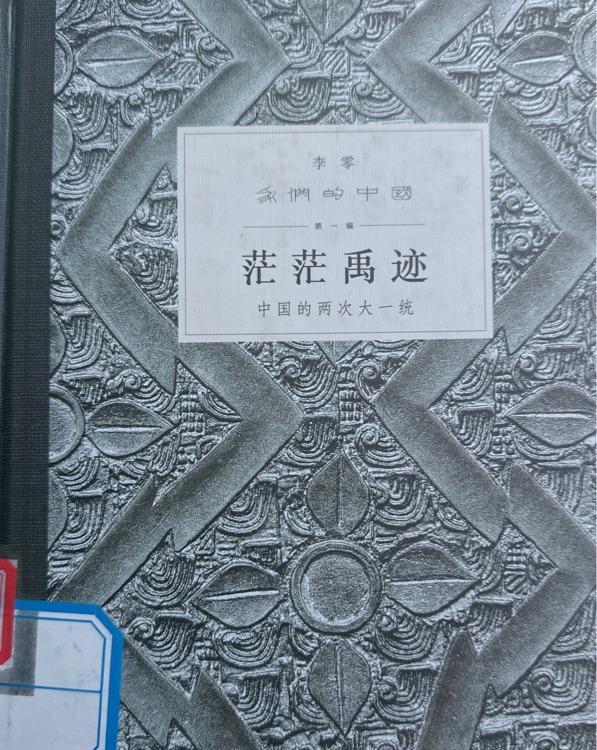 李零
我們的中國
第一编
茫茫禹迹
中国的两次大一统